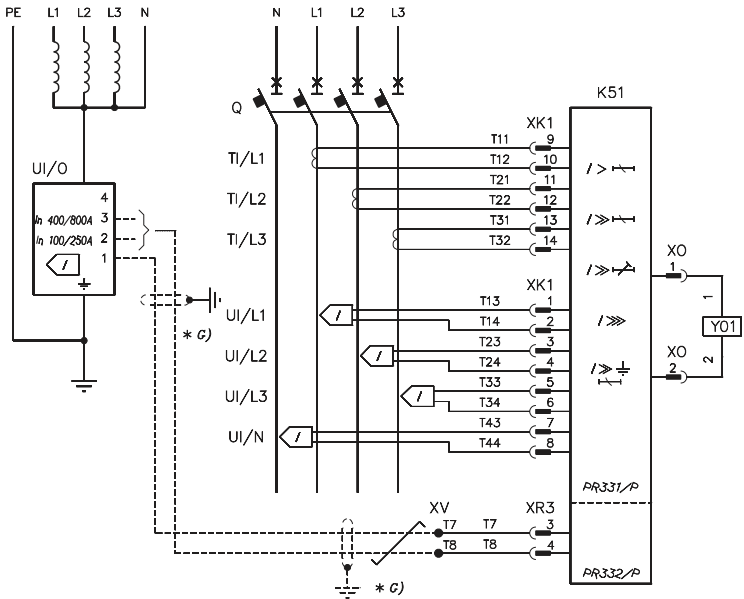 PE L1 L2 L3 N N L1 L2 L3
K51
Q
XK1
T11 9
TI/L1 T12 10
UI/O
T21 11
4 TI/L2 T22 12
In 400/800A 3
T31 13
In 100/250A 2 TI/L3 T32 14
1
XO
1
XK1
T13 1
UI/L1 T14 2
1
YO1
* G)
T23 3
UI/L2 T24 4
XO
2
2
T33 5
UI/L3 T34 6
T43 7
UI/N T44 8
PR331/P
XV XR3
T7 T7 3
T8 T8 4
PR332/P
* G)